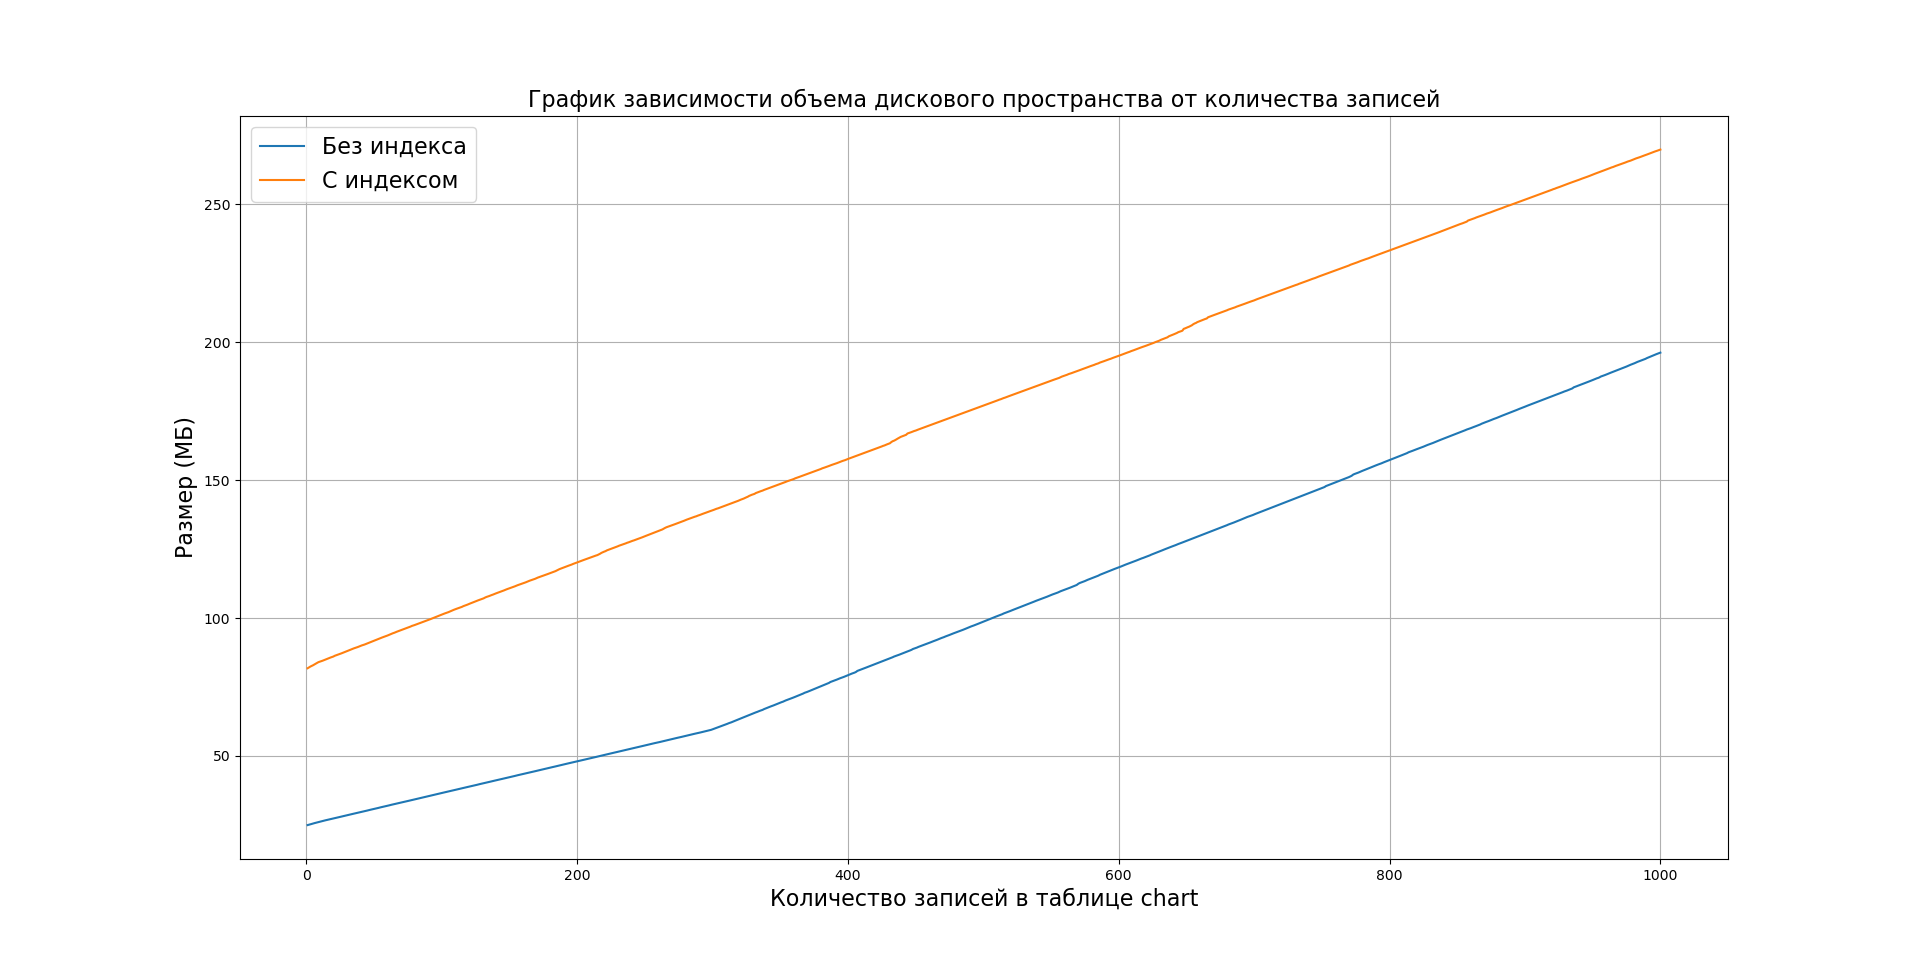 График зависимости объема дискового пространства от количества записей
Без индекса
С индексом
250
200
150
100
50
Размер (МБ)
0 200 400 600 800 1000
Количество записей в таблице chart